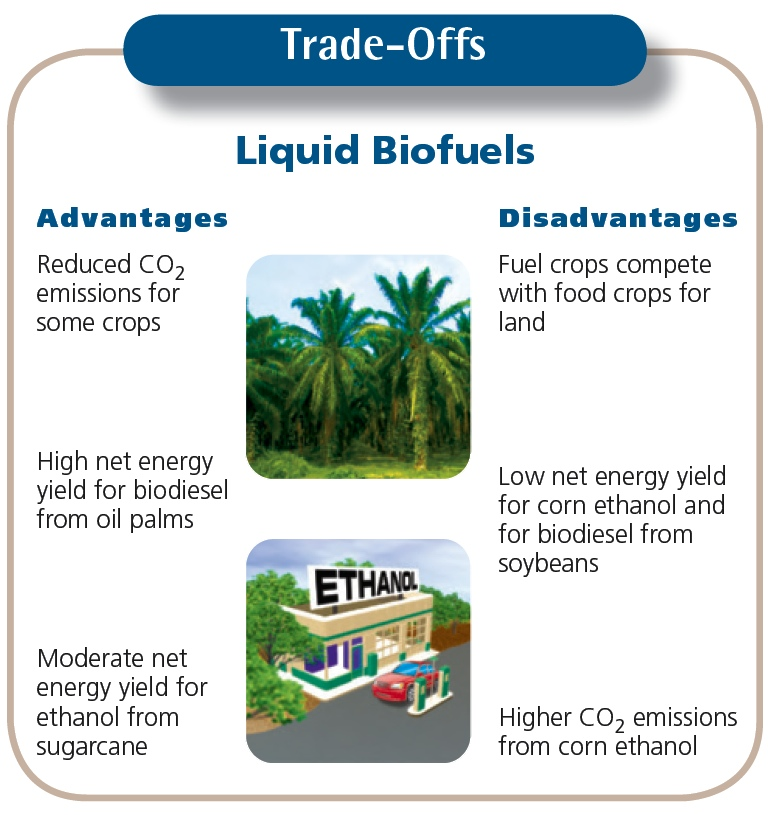 Trade-Offs
Liquid Biofuels
Advantages
Reduced CO₂
emissions for
some crops
High net energy
yield for biodiesel
from oil palms
Moderate net
energy yield for
ethanol from
sugarcane
ETHANOL
Disadvantages
Fuel crops compete
with food crops for
land
Low net energy yield
for corn ethanol and
for biodiesel from
soybeans
Higher CO₂ emissions
from corn ethanol